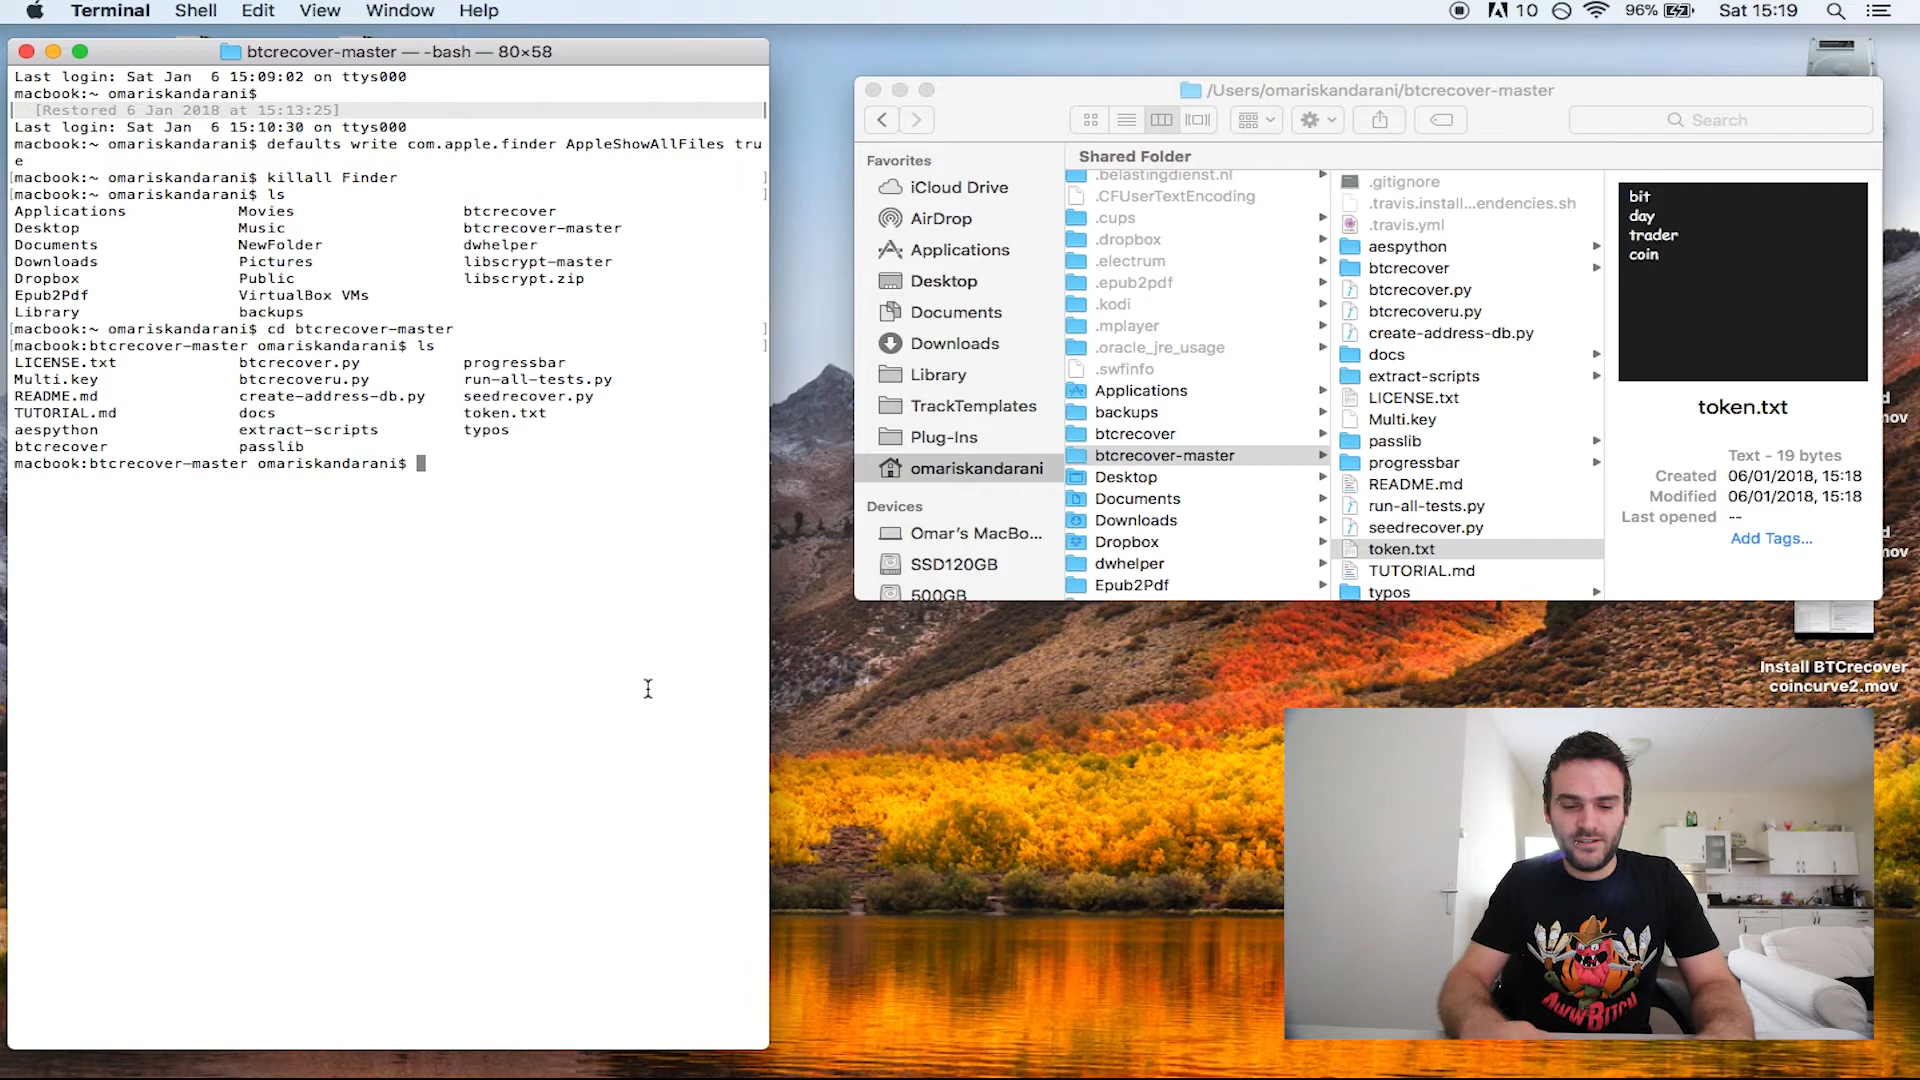 Terminal Shell Edit View Window Help
10 96% Sat 15:19
btcrecover-master — -bash — 80×58
Last login: Sat Jan  6 15:09:02 on ttys000
macbook:~ omariskandarani$
[Restored 6 Jan 2018 at 15:13:25]
Last login: Sat Jan  6 15:10:30 on ttys000
macbook:~ omariskandarani$ defaults write com.apple.finder AppleShowAllFiles tru
e
[macbook:~ omariskandarani$ killall Finder ]
[macbook:~ omariskandarani$ ls ]
Applications Movies btcrecover
Desktop Music btcrecover-master
Documents NewFolder dwhelper
Downloads Pictures libscrypt-master
Dropbox Public libscrypt.zip
Epub2Pdf VirtualBox VMs
Library backups
[macbook:~ omariskandarani$ cd btcrecover-master ]
[macbook:btcrecover-master omariskandarani$ ls ]
LICENSE.txt btcrecover.py progressbar
Multi.key btcrecoveru.py run-all-tests.py
README.md create-address-db.py seedrecover.py
TUTORIAL.md docs token.txt
aespython extract-scripts typos
btcrecover passlib
macbook:btcrecover-master omariskandarani$
/Users/omariskandarani/btcrecover-master
Search
Favorites
iCloud Drive
AirDrop
Applications
Desktop
Documents
Downloads
Library
TrackTemplates
Plug-Ins
omariskandarani
Devices
Omar's MacBo...
SSD120GB
500GB
Shared Folder
.belastingdienst.nl
.CFUserTextEncoding
.cups
.dropbox
.electrum
.epub2pdf
.kodi
.mplayer
.oracle_jre_usage
.swfinfo
Applications
backups
btcrecover
btcrecover-master
Desktop
Documents
Downloads
Dropbox
dwhelper
Epub2Pdf
.gitignore
.travis.install...endencies.sh
.travis.yml
aespython
btcrecover
btcrecover.py
btcrecoveru.py
create-address-db.py
docs
extract-scripts
LICENSE.txt
Multi.key
passlib
progressbar
README.md
run-all-tests.py
seedrecover.py
token.txt
TUTORIAL.md
typos
bit
day
trader
coin
token.txt
Text - 19 bytes
Created 06/01/2018, 15:18
Modified 06/01/2018, 15:18
Last opened --
Add Tags...
Install BTCrecover
coincurve2.mov
AwwBitch